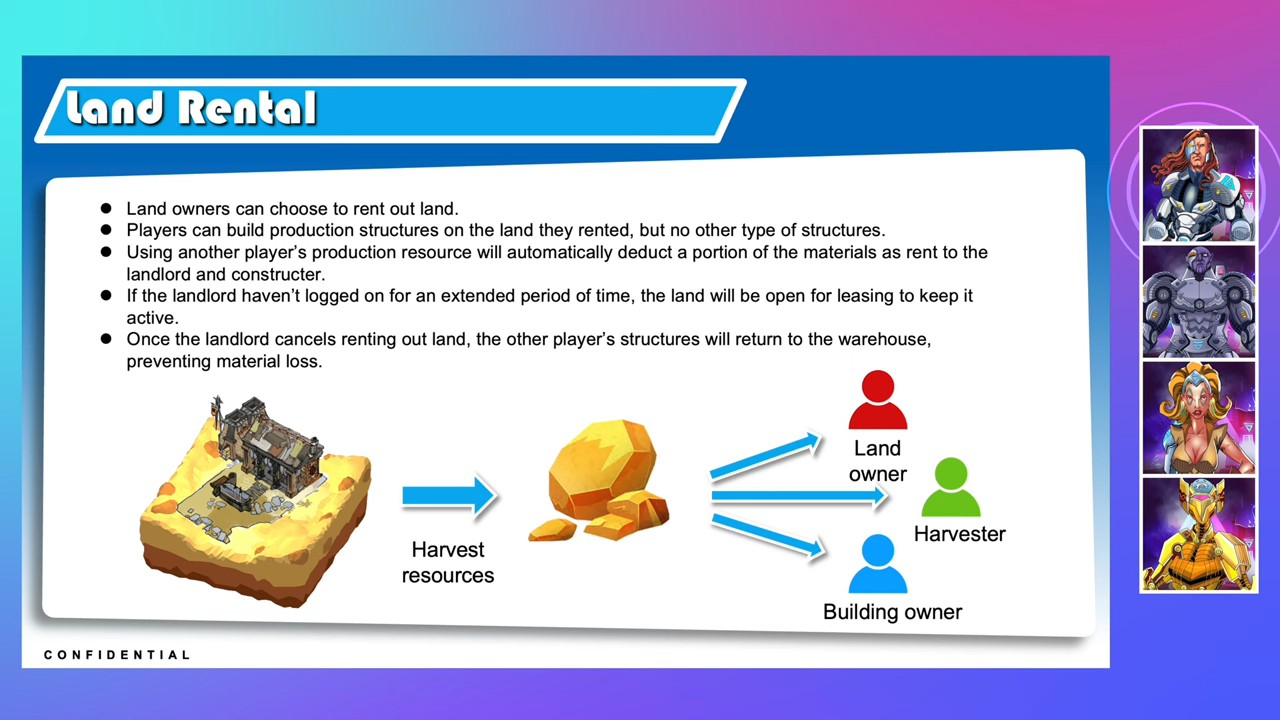 Land Rental
● Land owners can choose to rent out land.
● Players can build production structures on the land they rented, but no other type of structures.
● Using another player's production resource will automatically deduct a portion of the materials as rent to the
landlord and constructer.
● If the landlord haven't logged on for an extended period of time, the land will be open for leasing to keep it
active.
● Once the landlord cancels renting out land, the other player's structures will return to the warehouse,
preventing material loss.
Harvest
resources
Land
owner
Harvester
Building owner
CONFIDENTIAL